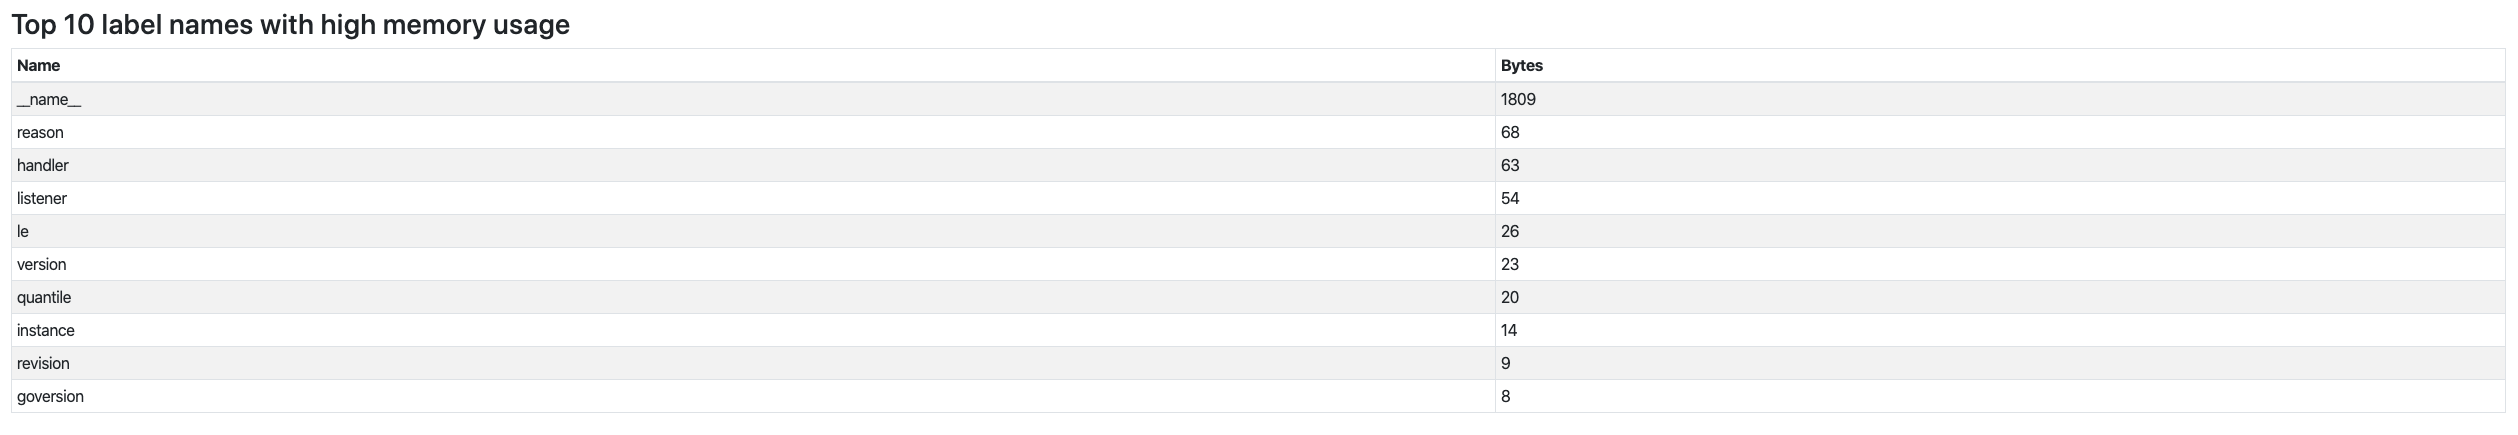 Top 10 label names with high memory usage
Name Bytes
__name__ 1809
reason 68
handler 63
listener 54
le 26
version 23
quantile 20
instance 14
revision 9
goversion 8